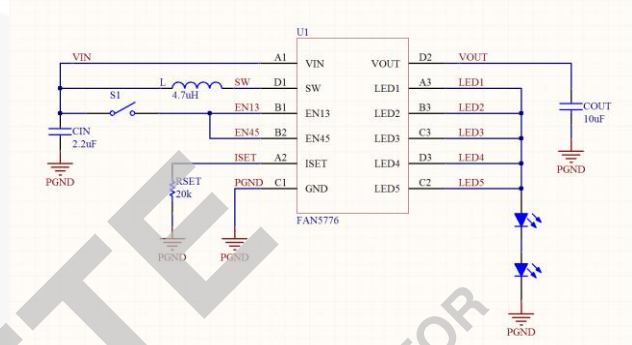 U1
VIN A1 VIN VOUT D2 VOUT
L 4.7uH SW D1 SW LED1 A3 LED1
S1 EN13 B1 EN13 LED2 B3 LED2
EN45 B2 EN45 LED3 C3 LED3
ISET A2 ISET LED4 D3 LED4
PGND C1 GND LED5 C2 LED5
FAN5776
CIN
2.2uF
PGND
RSET
20k
PGND
PGND
COUT
10uF
PGND
PGND
TE
TOR